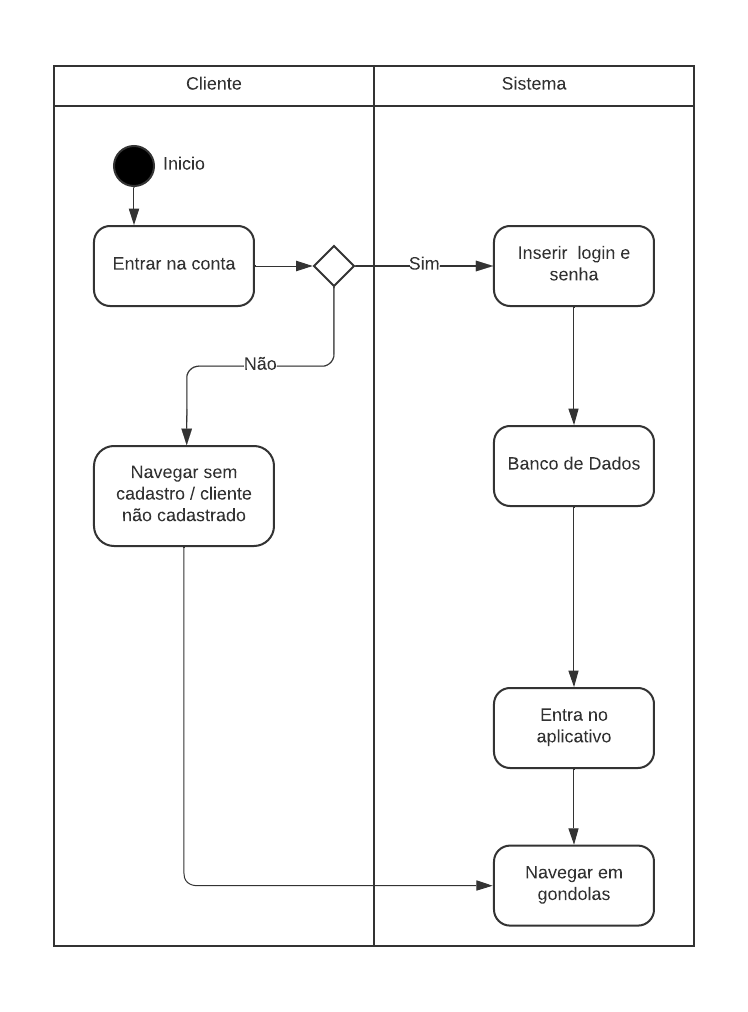 Cliente
Sistema
Inicio
Entrar na conta
Sim
Inserir login e
senha
Não
Navegar sem
cadastro / cliente
não cadastrado
Banco de Dados
Entra no
aplicativo
Navegar em
gondolas